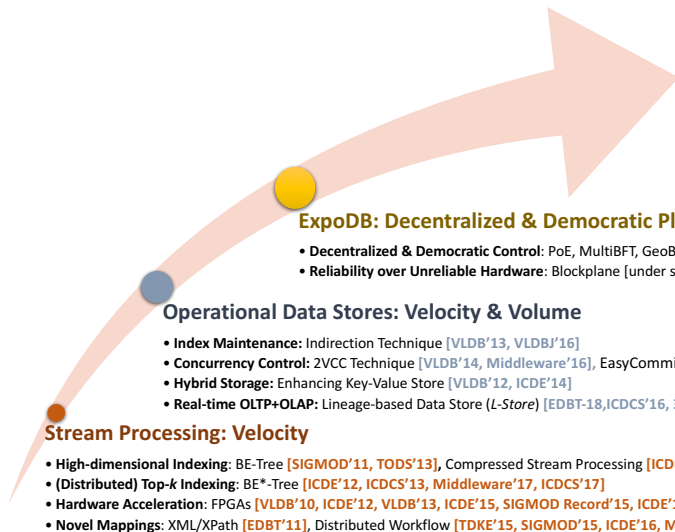 ExpoDB: Decentralized & Democratic Pl
• Decentralized & Democratic Control: PoE, MultiBFT, GeoB
• Reliability over Unreliable Hardware: Blockplane [under s
Operational Data Stores: Velocity & Volume
• Index Maintenance: Indirection Technique [VLDB'13, VLDBJ'16]
• Concurrency Control: 2VCC Technique [VLDB'14, Middleware'16], EasyCommi
• Hybrid Storage: Enhancing Key-Value Store [VLDB'12, ICDE'14]
• Real-time OLTP+OLAP: Lineage-based Data Store (L-Store) [EDBT-18,ICDCS'16,
Stream Processing: Velocity
• High-dimensional Indexing: BE-Tree [SIGMOD'11, TODS'13], Compressed Stream Processing [ICD
• (Distributed) Top-k Indexing: BE*-Tree [ICDE'12, ICDCS'13, Middleware'17, ICDCS'17]
• Hardware Acceleration: FPGAs [VLDB'10, ICDE'12, VLDB'13, ICDE'15, SIGMOD Record'15, ICDE'1
• Novel Mappings: XML/XPath [EDBT'11], Distributed Workflow [TDKE'15, SIGMOD'15, ICDE'16, M